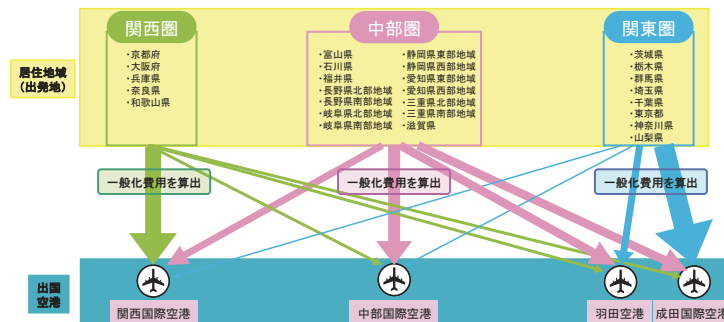 関西圏
・京都府
・大阪府
・兵庫県
・奈良県
・和歌山県
中部圏
・富山県
・石川県
・福井県
・長野県北部地域
・長野県南部地域
・岐阜県北部地域
・岐阜県南部地域
・静岡県東部地域
・静岡県西部地域
・愛知県東部地域
・愛知県西部地域
・三重県北部地域
・三重県南部地域
・滋賀県
関東圏
・茨城県
・栃木県
・群馬県
・埼玉県
・千葉県
・東京都
・神奈川県
・山梨県
居住地域
（出発地）
一般化費用を算出
一般化費用を算出
一般化費用を算出
出国
空港
関西国際空港
中部国際空港
羽田空港
成田国際空港